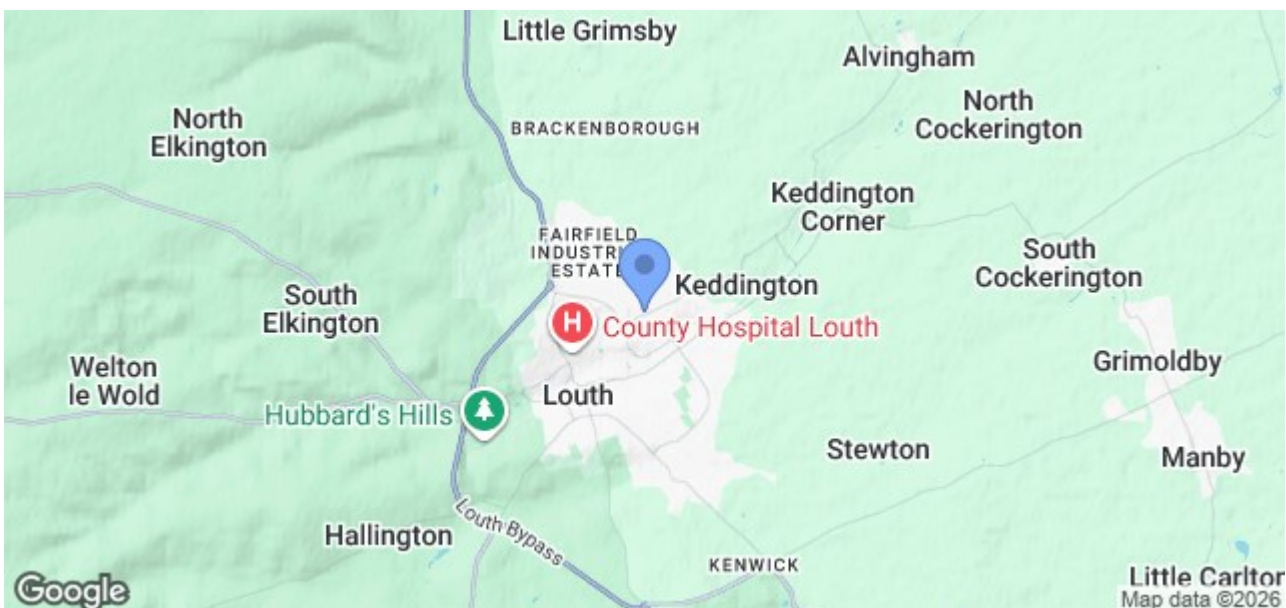 Little Grimsby
Alvingham
North
Cockerington
North
Elkington
BRACKENBOROUGH
Keddington
Corner
FAIRFIELD
ESTATE
South
Cockerington
Keddington
South
Elkington
H
County Hospital Louth
Welton
le Wold
Grimoldby
Louth
Hubbard's Hills
Stewton
Manby
Hallington
Louth Bypass
KENWICK
Little Carlton
Google
Map data ©2026